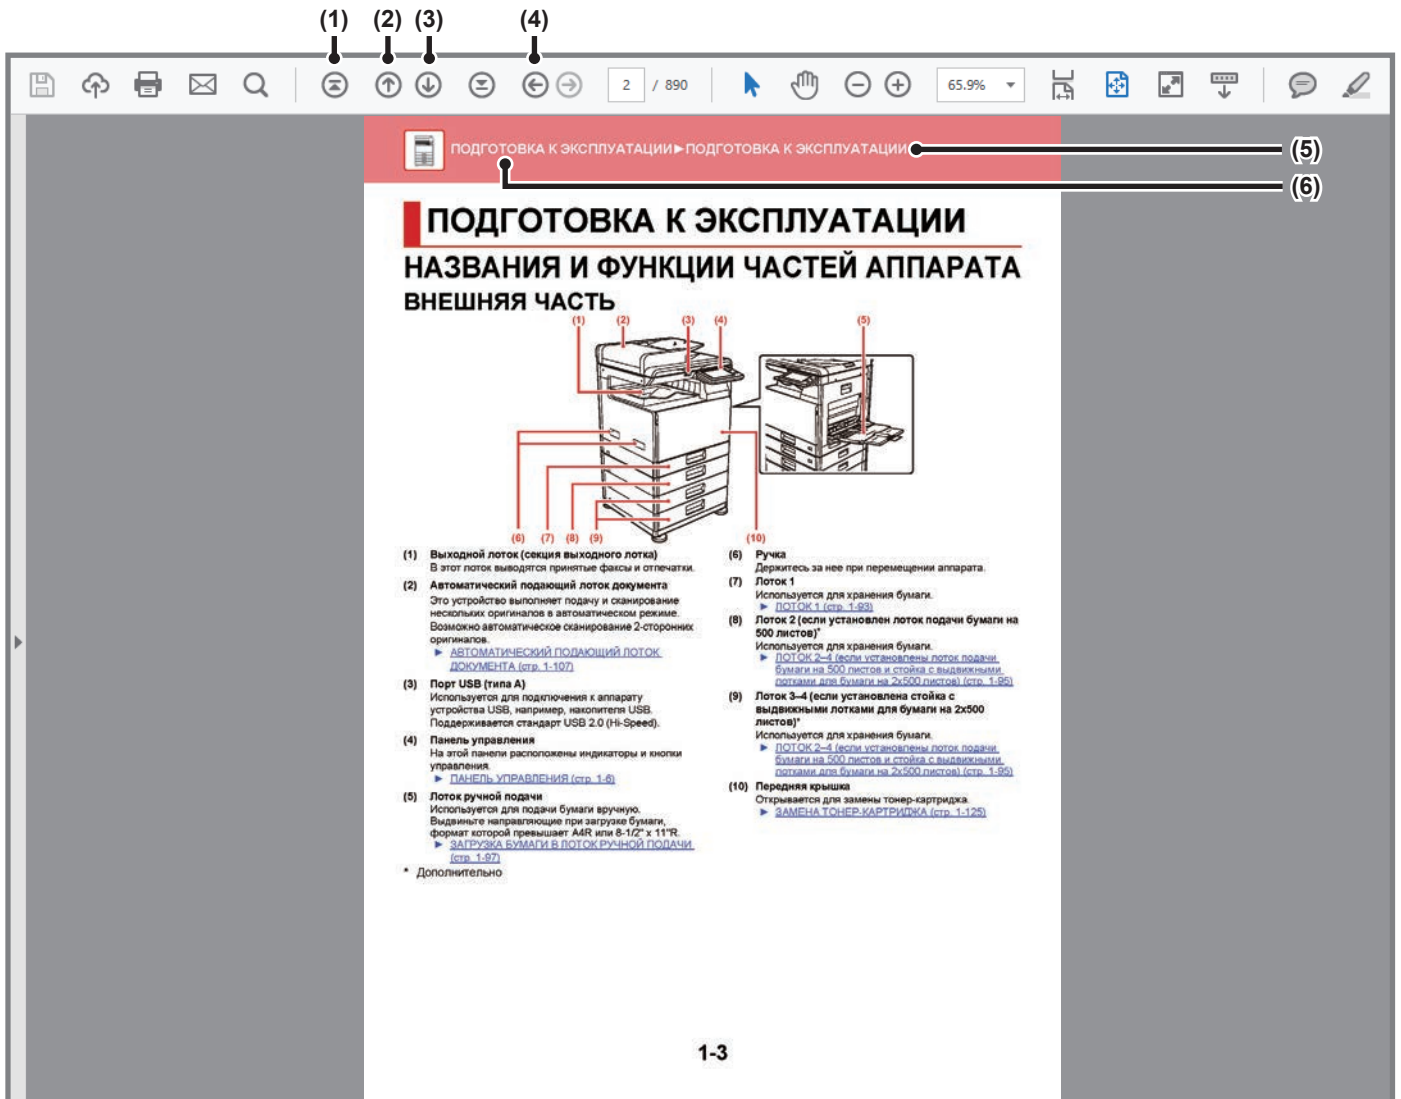 (1) (2) (3) (4)
2 / 890 65.9%
ПОДГОТОВКА К ЭКСПЛУАТАЦИИ►ПОДГОТОВКА К ЭКСПЛУАТАЦИИ
(5)
(6)
ПОДГОТОВКА К ЭКСПЛУАТАЦИИ
НАЗВАНИЯ И ФУНКЦИИ ЧАСТЕЙ АППАРАТА
ВНЕШНЯЯ ЧАСТЬ
(1) (2) (3) (4) (5)
(6) (7) (8) (9) (10)
(1) Выходной лоток (секция выходного лотка)
В этот лоток выводятся принятые факсы и отпечатки.
(2) Автоматический подающий лоток документа
Это устройство выполняет подачу и сканирование
нескольких оригиналов в автоматическом режиме.
Возможно автоматическое сканирование 2-сторонних
оригиналов.
► АВТОМАТИЧЕСКИЙ ПОДАЮЩИЙ ЛОТОК
ДОКУМЕНТА (стр. 1-107)
(3) Порт USB (типа A)
Используется для подключения к аппарату
устройства USB, например, накопителя USB.
Поддерживается стандарт USB 2.0 (Hi-Speed).
(4) Панель управления
На этой панели расположены индикаторы и кнопки
управления.
► ПАНЕЛЬ УПРАВЛЕНИЯ (стр. 1-6)
(5) Лоток ручной подачи
Используется для подачи бумаги вручную.
Выдвиньте направляющие при загрузке бумаги,
формат которой превышает A4R или 8-1/2" x 11"R.
► ЗАГРУЗКА БУМАГИ В ЛОТОК РУЧНОЙ ПОДАЧИ
(стр. 1-97)
* Дополнительно
(6) Ручка
Держитесь за нее при перемещении аппарата.
(7) Лоток 1
Используется для хранения бумаги.
► ЛОТОК 1 (стр. 1-93)
(8) Лоток 2 (если установлен лоток подачи бумаги на
500 листов)*
Используется для хранения бумаги.
► ЛОТОК 2–4 (если установлены лоток подачи
бумаги на 500 листов и стойка с выдвижными
лотками для бумаги на 2x500 листов) (стр. 1-95)
(9) Лоток 3–4 (если установлена стойка с
выдвижными лотками для бумаги на 2x500
листов)*
Используется для хранения бумаги.
► ЛОТОК 2–4 (если установлены лоток подачи
бумаги на 500 листов и стойка с выдвижными
лотками для бумаги на 2x500 листов) (стр. 1-95)
(10) Передняя крышка
Открывается для замены тонер-картриджа.
► ЗАМЕНА ТОНЕР-КАРТРИДЖА (стр. 1-125)
1-3